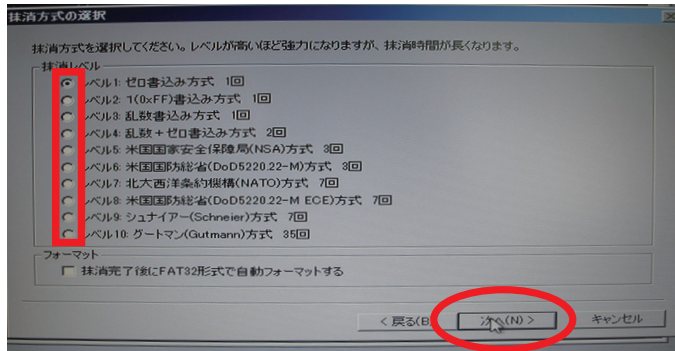 抹消方式の選択
抹消方式を選択してください。レベルが高いほど強力になりますが、抹消時間が長くなります。
抹消レベル
レベル1: ゼロ書込み方式 1回
レベル2: 1(0xFF)書込み方式 1回
レベル3: 乱数書込み方式 1回
レベル4: 乱数+ゼロ書込み方式 2回
レベル5: 米国国家安全保障局(NSA)方式 3回
レベル6: 米国国防総省(DoD5220.22-M)方式 3回
レベル7: 北大西洋条約機構(NATO)方式 7回
レベル8: 米国国防総省(DoD5220.22-M ECE)方式 7回
レベル9: シュナイアー(Schneier)方式 7回
レベル10: グートマン(Gutmann)方式 35回
フォーマット
抹消完了後にFAT32形式で自動フォーマットする
< 戻る(B 次へ(N) > キャンセル